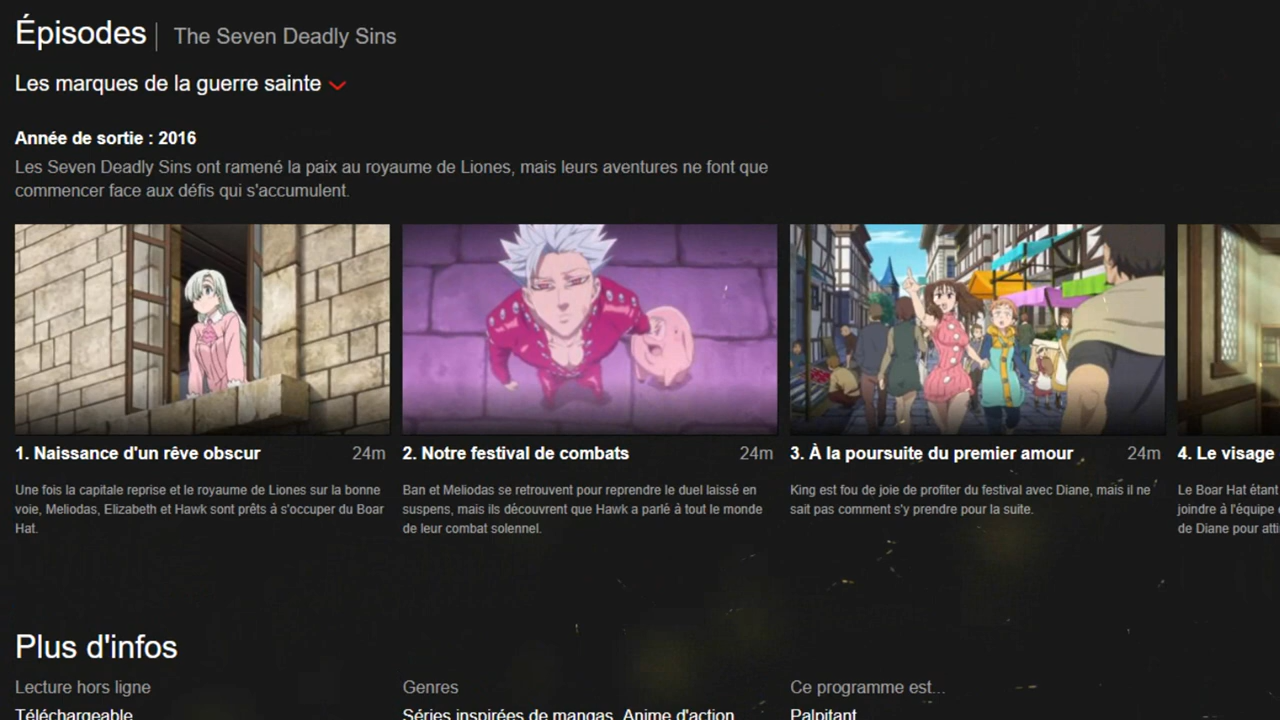 Épisodes | The Seven Deadly Sins
Les marques de la guerre sainte
Année de sortie : 2016
Les Seven Deadly Sins ont ramené la paix au royaume de Liones, mais leurs aventures ne font que
commencer face aux défis qui s'accumulent.
1. Naissance d'un rêve obscur 24m
Une fois la capitale reprise et le royaume de Liones sur la bonne
voie, Meliodas, Elizabeth et Hawk sont prêts à s'occuper du Boar
Hat.
2. Notre festival de combats 24m
Ban et Meliodas se retrouvent pour reprendre le duel laissé en
suspens, mais ils découvrent que Hawk a parlé à tout le monde
de leur combat solennel.
3. À la poursuite du premier amour 24m
King est fou de joie de profiter du festival avec Diane, mais il ne
sait pas comment s'y prendre pour la suite.
4. Le visage
Le Boar Hat étant
joindre à l'équipe
de Diane pour atti
Plus d'infos
Lecture hors ligne
Téléchargeable
Genres
Séries inspirées de mangas, Anime d'action
Ce programme est...
Palpitant